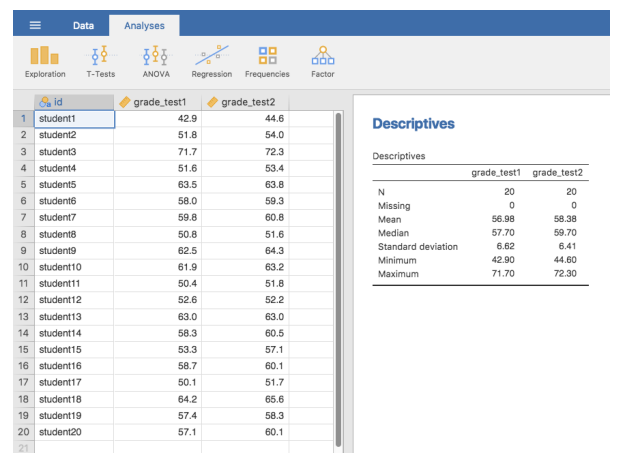 Data Analyses
Exploration T-Tests ANOVA Regression Frequencies Factor
id grade_test1 grade_test2
1 student1 42.9 44.6
2 student2 51.8 54.0
3 student3 71.7 72.3
4 student4 51.6 53.4
5 student5 63.5 63.8
6 student6 58.0 59.3
7 student7 59.8 60.8
8 student8 50.8 51.6
9 student9 62.5 64.3
10 student10 61.9 63.2
11 student11 50.4 51.8
12 student12 52.6 52.2
13 student13 63.0 63.0
14 student14 58.3 60.5
15 student15 53.3 57.1
16 student16 58.7 60.1
17 student17 50.1 51.7
18 student18 64.2 65.6
19 student19 57.4 58.3
20 student20 57.1 60.1
21
Descriptives
Descriptives
grade_test1 grade_test2
N 20 20
Missing 0 0
Mean 56.98 58.38
Median 57.70 59.70
Standard deviation 6.62 6.41
Minimum 42.90 44.60
Maximum 71.70 72.30